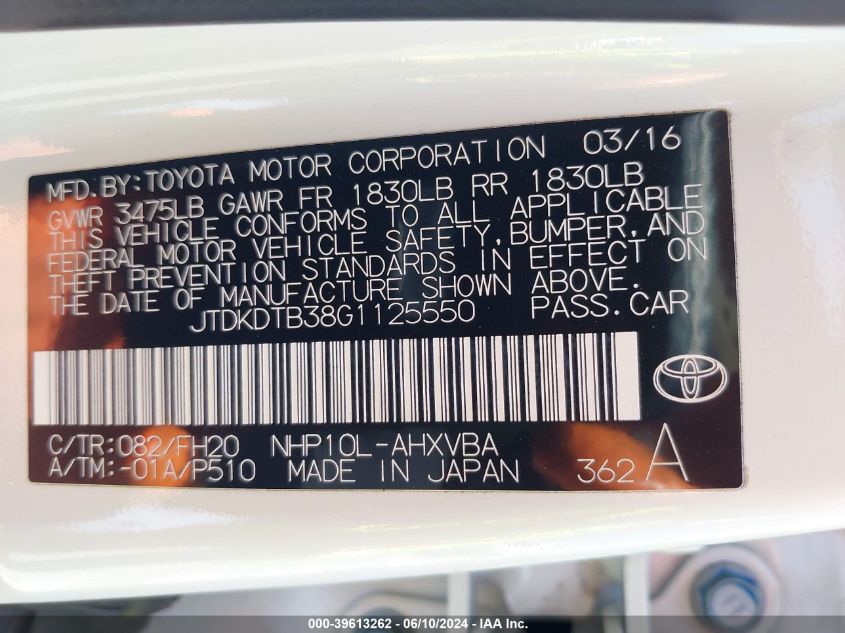 MFD.BY:TOYOTA MOTOR CORPORATION 03/16
GVWR 3475LB GAWR FR 1830LB RR 1830LB
THIS VEHICLE CONFORMS TO ALL APPLICABLE
FEDERAL MOTOR VEHICLE SAFETY,BUMPER,AND
THEFT PREVENTION STANDARDS IN EFFECT ON
THE DATE OF MANUFACTURE SHOWN ABOVE.
JTDKDTB38G1125550 PASS.CAR
C/TR:082/FH20 NHP10L-AHXVBA
A/TM:-01A/P510 MADE IN JAPAN 362 A
000-39613262 - 06/10/2024 - IAA Inc.